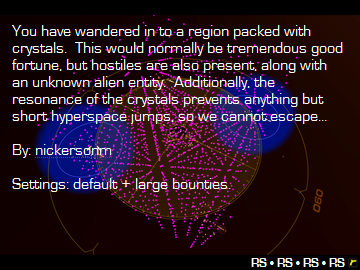 You have wandered in to a region packed with
crystals.  This would normally be tremendous good
fortune, but hostiles are also present, along with
an unknown alien entity.  Additionally, the
resonance of the crystals prevents anything but
short hyperspace jumps, so we cannot escape...
By: nickersonm
Settings: default + large bounties.
060
RS • RS • RS • RS r